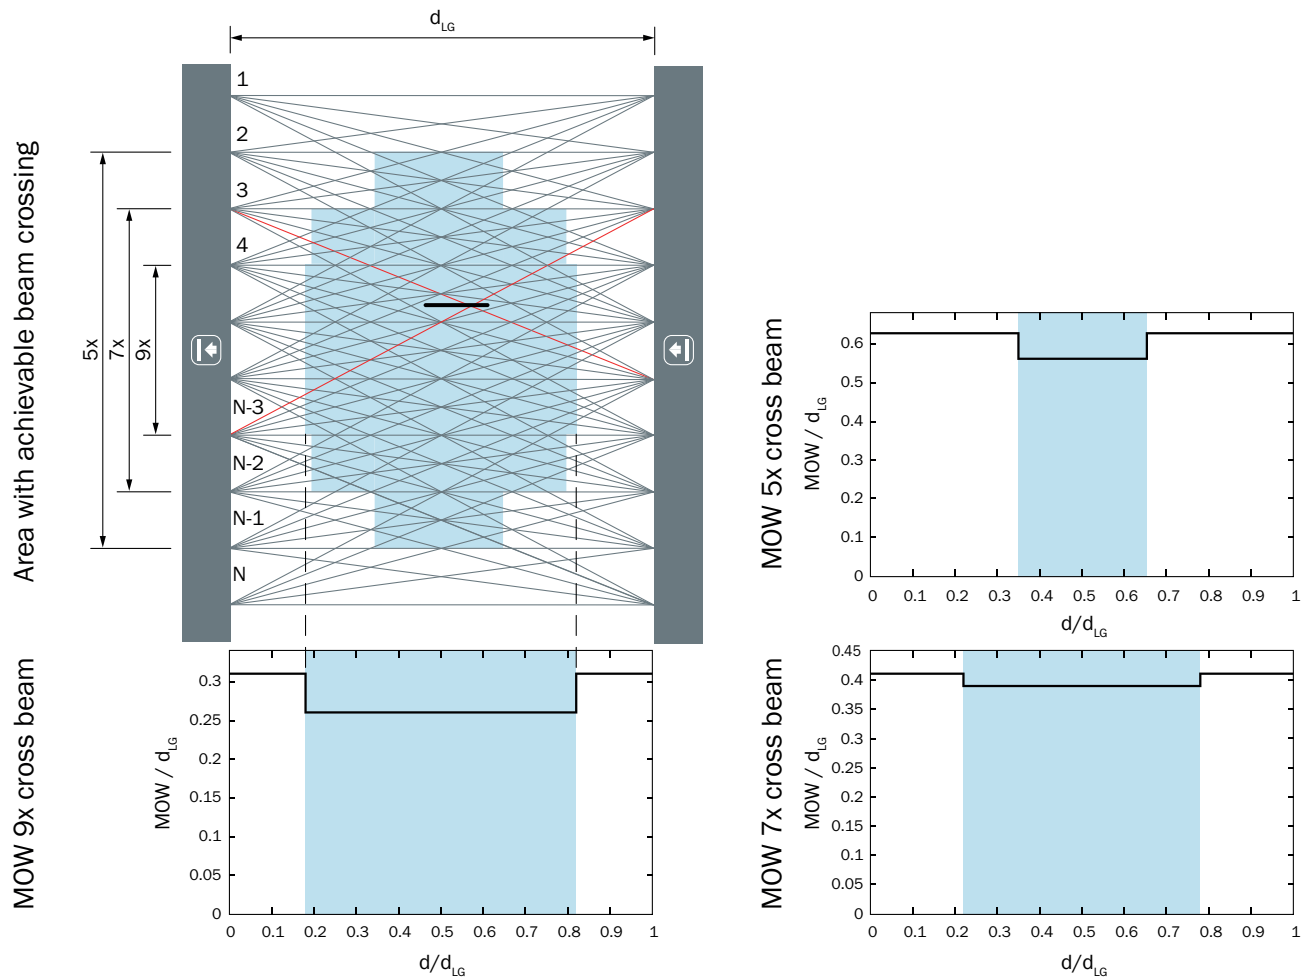 d LG
Area with achievable beam crossing
5x
7x
9x
1
2
3
4
N-3
N-2
N-1
N
MOW 5x cross beam
MOW / d LG
0.6
0.5
0.4
0.3
0.2
0.1
0
0 0.1 0.2 0.3 0.4 0.5 0.6 0.7 0.8 0.9 1
d/d LG
MOW 9x cross beam
MOW / d LG
0.3
0.25
0.2
0.15
0.1
0.05
0
0 0.1 0.2 0.3 0.4 0.5 0.6 0.7 0.8 0.9 1
d/d LG
MOW 7x cross beam
MOW / d LG
0.45
0.4
0.35
0.3
0.25
0.2
0.15
0.1
0.05
0
0 0.1 0.2 0.3 0.4 0.5 0.6 0.7 0.8 0.9 1
d/d LG